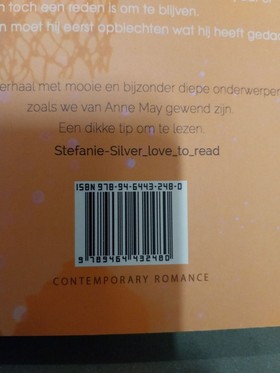 toch een reden is om te blijven.
moet hij eerst opbiechten wat hij heeft
erhaal met mooie en bijzonder diepe onderwerpen
zoals we van Anne May gewend zijn.
Een dikke tip om te lezen.
Stefanie-Silver_love_to_read
ISBN 978-94-6443-248-0
9 789464 432480
CONTEMPORARY ROMANCE